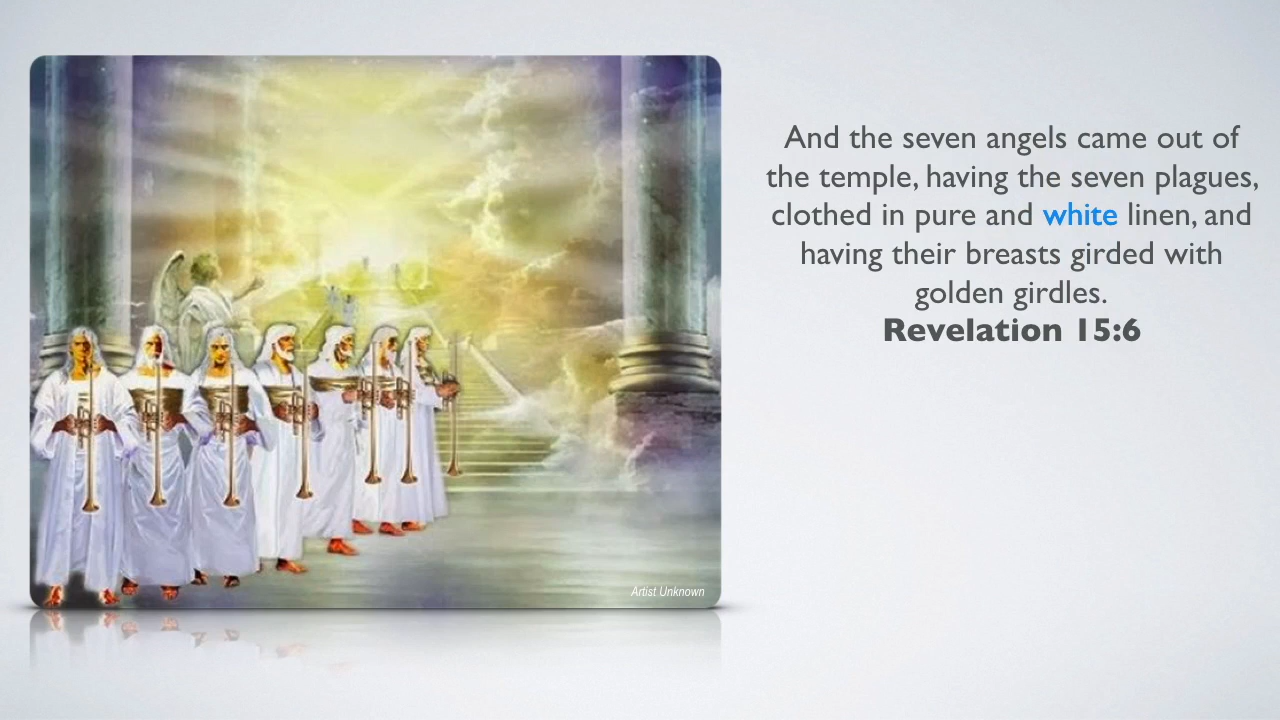 And the seven angels came out of
the temple, having the seven plagues,
clothed in pure and white linen, and
having their breasts girded with
golden girdles.
Revelation 15:6
Artist Unknown